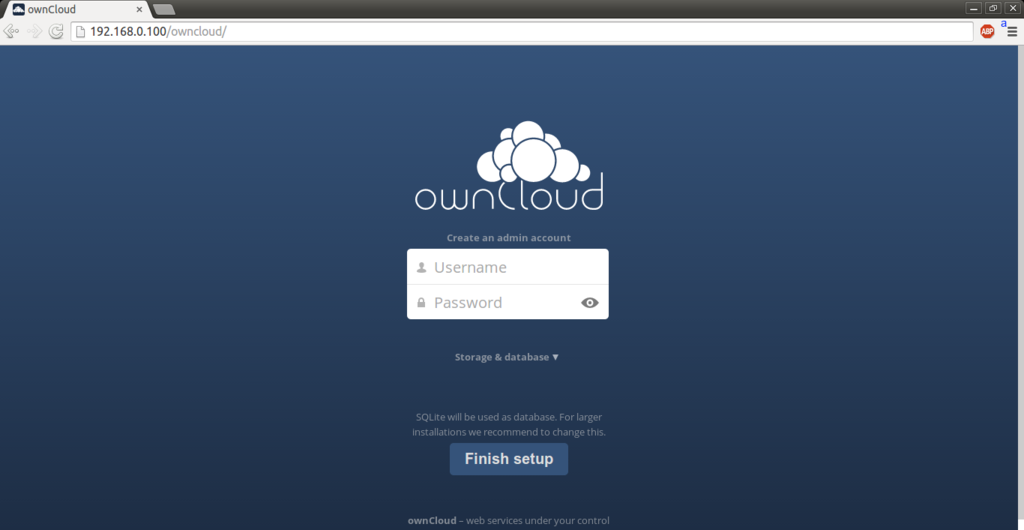 ownCloud
192.168.0.100/owncloud/
ABP
a
ownCloud
Create an admin account
Username
Password
Storage & database ▼
SQLite will be used as database. For larger
installations we recommend to change this.
Finish setup
ownCloud – web services under your control